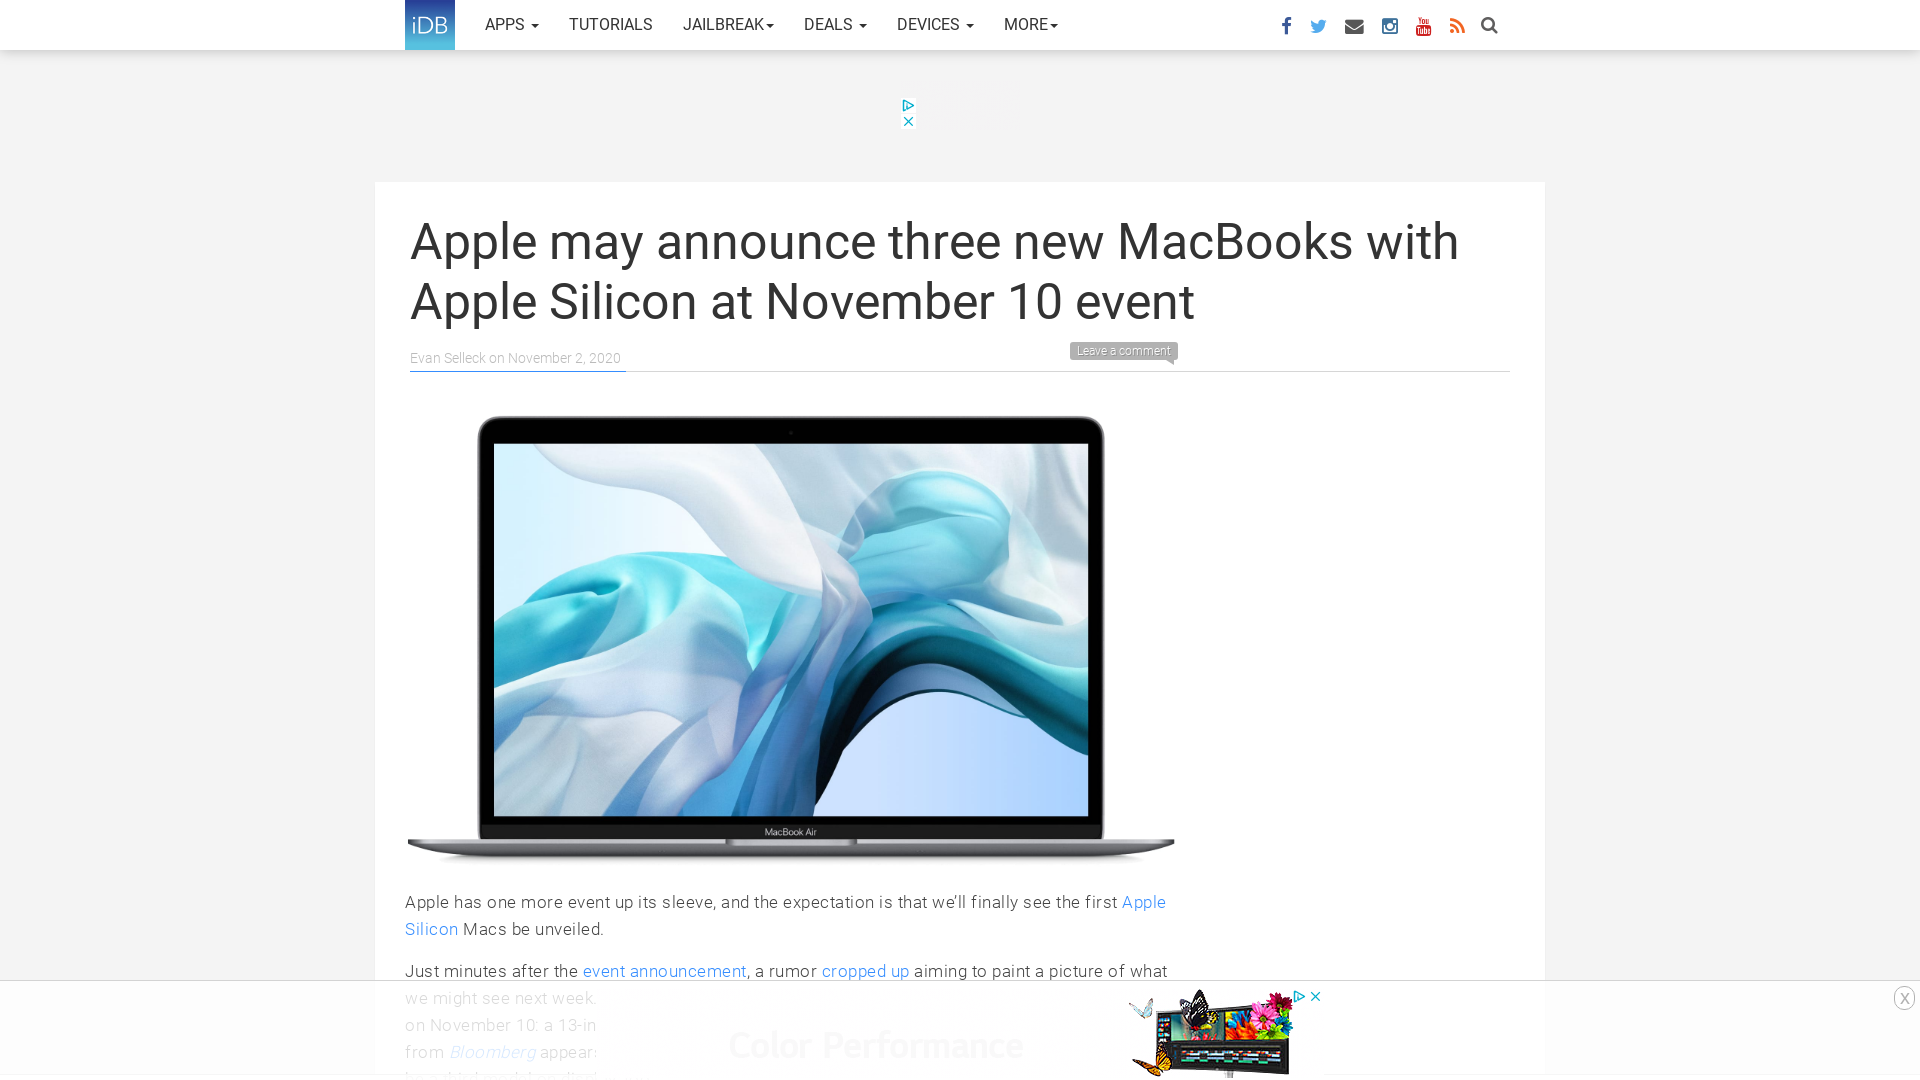 iDB
APPS
TUTORIALS
JAILBREAK
DEALS
DEVICES
MORE
Apple may announce three new MacBooks with
Apple Silicon at November 10 event
Evan Selleck on November 2, 2020
Leave a comment
MacBook Air
Apple has one more event up its sleeve, and the expectation is that we’ll finally see the first Apple
Silicon Macs be unveiled.
Just minutes after the event announcement, a rumor cropped up aiming to paint a picture of what
we might see next week.
on November 10: a 13-in
from Bloomberg appears
Color Performance
X